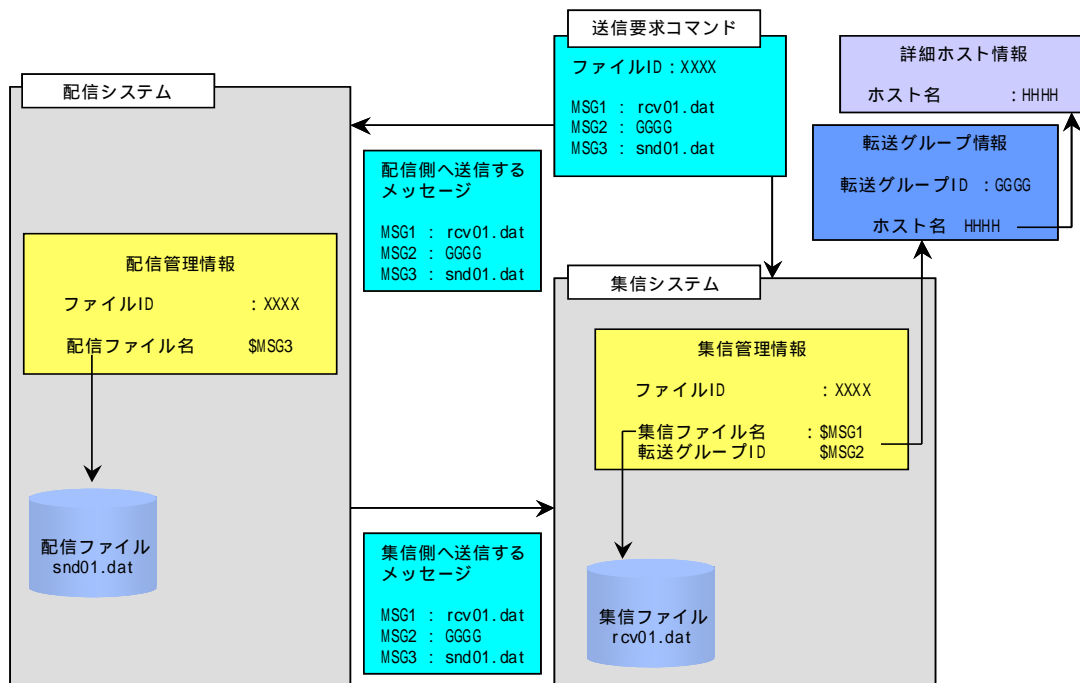 送信要求コマンド
ファイルID：XXXX
MSG1 : rcv01.dat
MSG2 : GGGG
MSG3 : snd01.dat
詳細ホスト情報
ホスト名 : HHHH
転送グループ情報
転送グループID : GGGG
ホスト名 HHHH
配信システム
配信側へ送信する
メッセージ
MSG1 : rcv01.dat
MSG2 : GGGG
MSG3 : snd01.dat
配信管理情報
ファイルID : XXXX
配信ファイル名 $MSG3
配信ファイル
snd01.dat
集信システム
集信管理情報
ファイルID : XXXX
集信ファイル名 : $MSG1
転送グループID $MSG2
集信側へ送信する
メッセージ
MSG1 : rcv01.dat
MSG2 : GGGG
MSG3 : snd01.dat
集信ファイル
rcv01.dat